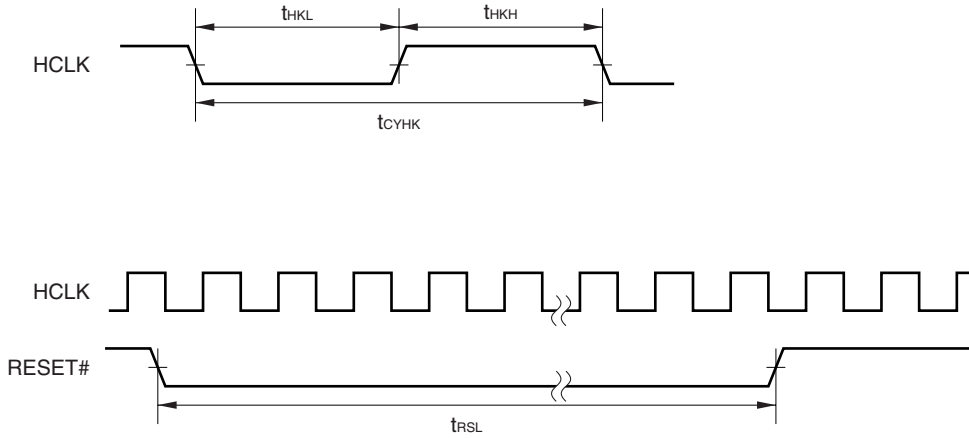 tHKL tHKH
HCLK
tCYHK
HCLK
RESET#
tRSL